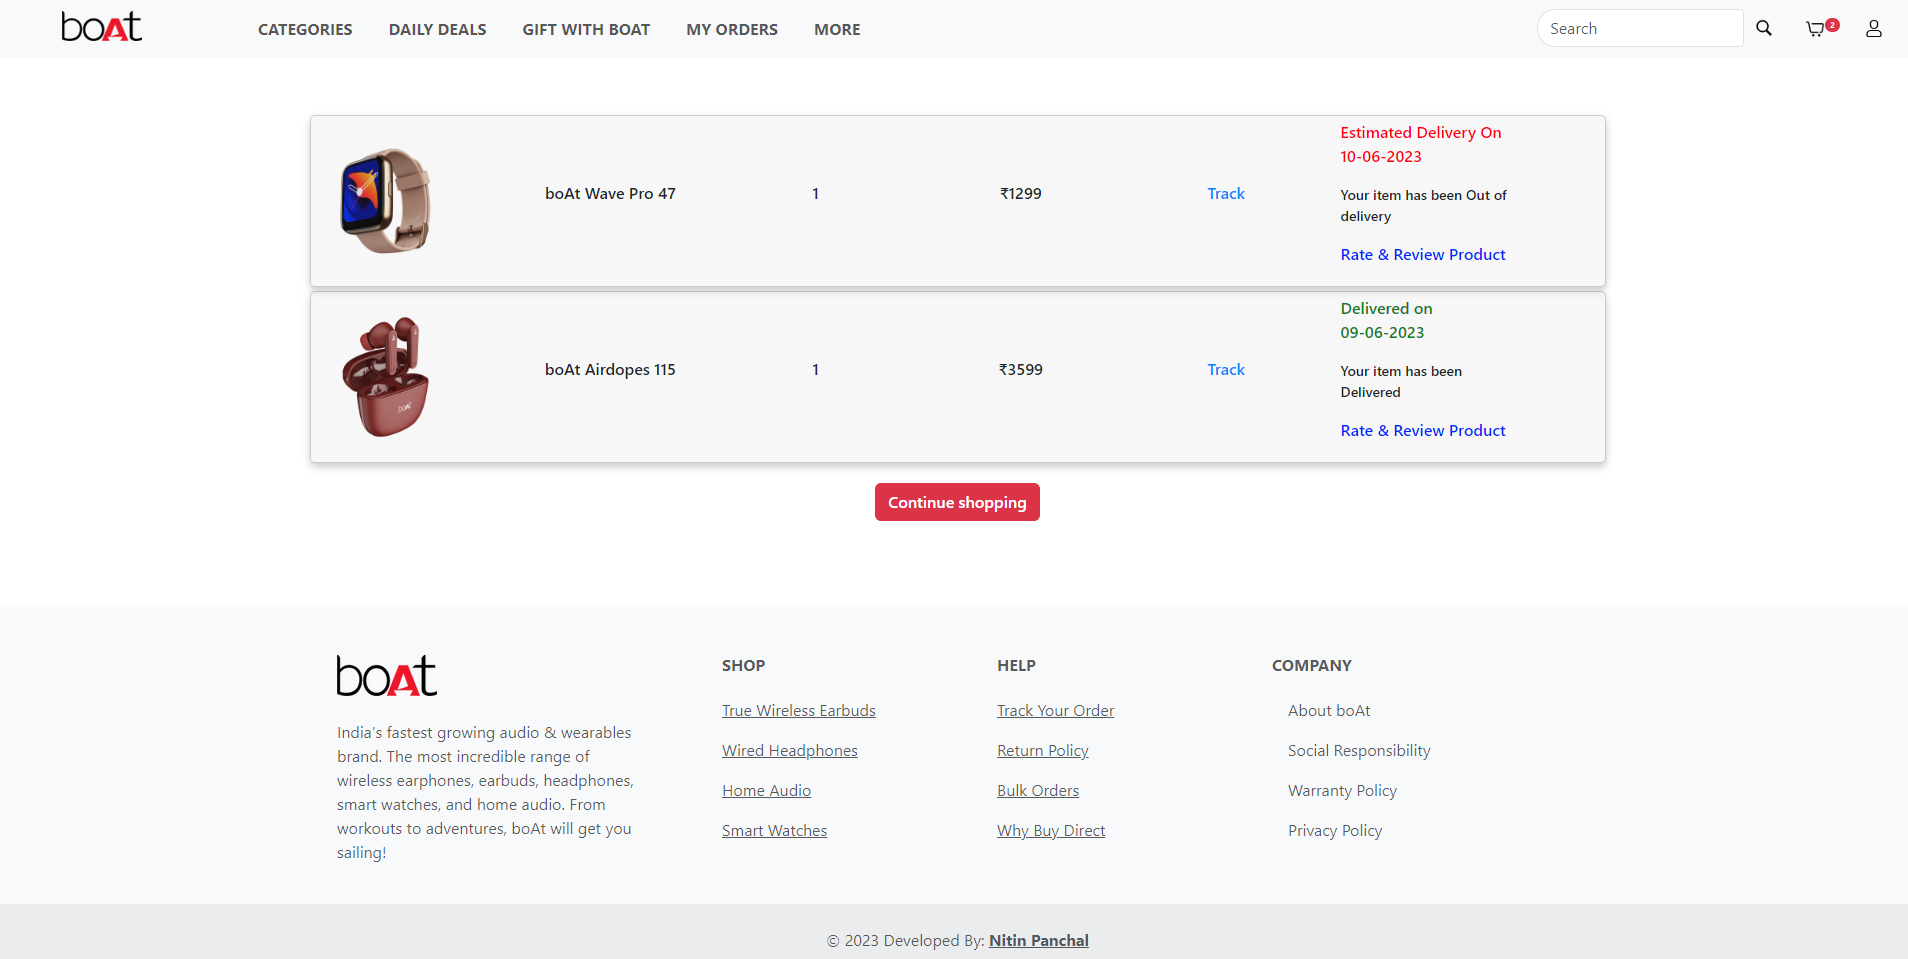 boAt
CATEGORIES
DAILY DEALS
GIFT WITH BOAT
MY ORDERS
MORE
Search
2
boAt Wave Pro 47
1
₹1299
Track
Estimated Delivery On
10-06-2023
Your item has been Out of
delivery
Rate & Review Product
boAt
boAt Airdopes 115
1
₹3599
Track
Delivered on
09-06-2023
Your item has been
Delivered
Rate & Review Product
Continue shopping
boAt
India's fastest growing audio & wearables
brand. The most incredible range of
wireless earphones, earbuds, headphones,
smart watches, and home audio. From
workouts to adventures, boAt will get you
sailing!
SHOP
True Wireless Earbuds
Wired Headphones
Home Audio
Smart Watches
HELP
Track Your Order
Return Policy
Bulk Orders
Why Buy Direct
COMPANY
About boAt
Social Responsibility
Warranty Policy
Privacy Policy
© 2023 Developed By: Nitin Panchal